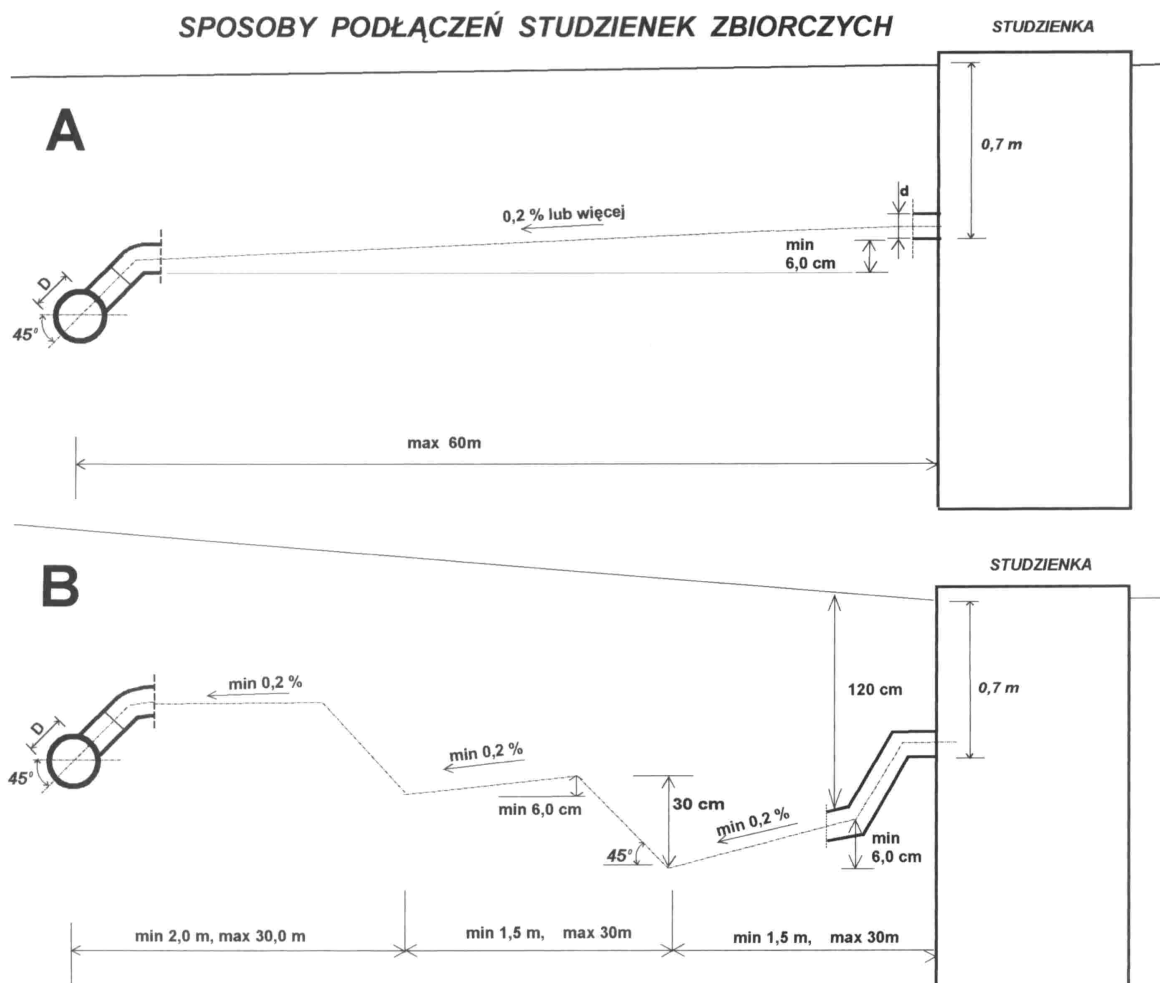 SPOSOBY PODŁĄCZEŃ STUDZIENEK ZBIORCZYCH
STUDZIENKA
A
0,7 m
d
0,2 % lub więcej
min
6,0 cm
D
45⁰
max 60m
B
STUDZIENKA
min 0,2 %
120 cm
0,7 m
D
min 0,2 %
45⁰
min 6,0 cm
30 cm
min 0,2 %
min
6,0 cm
45⁰
min 2,0 m, max 30,0 m
min 1,5 m, max 30m
min 1,5 m, max 30m